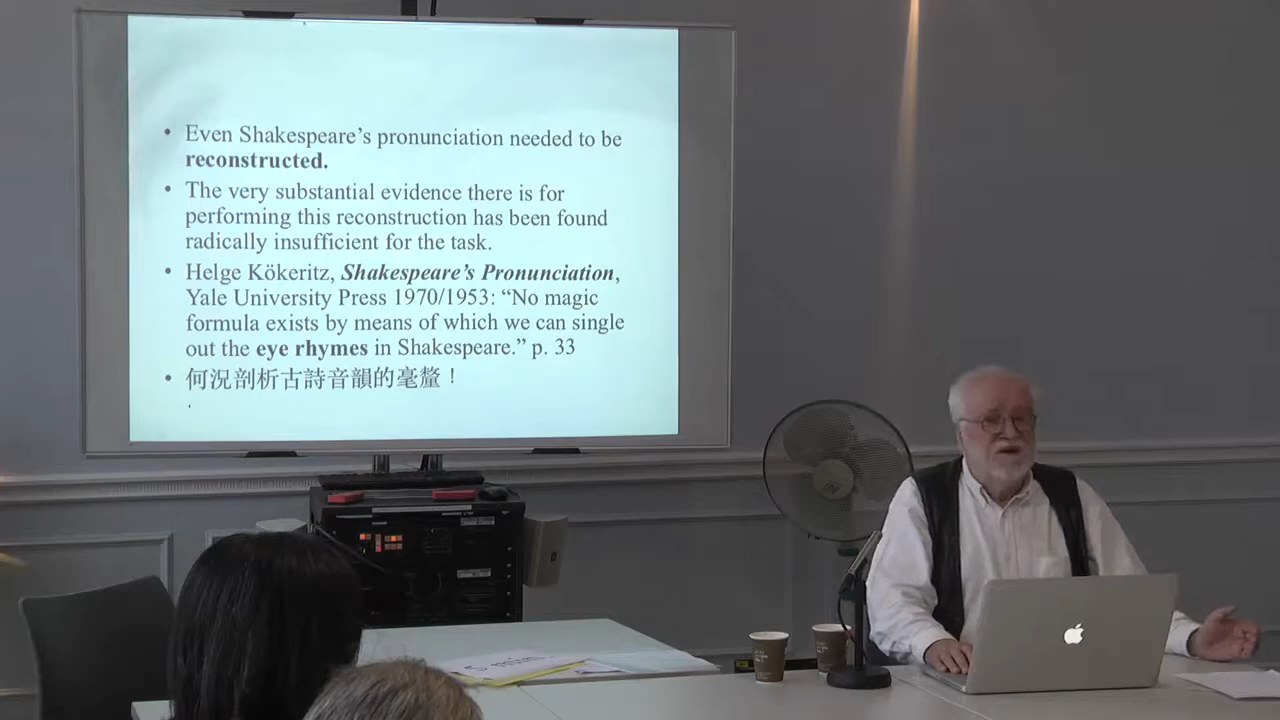 • Even Shakespeare’s pronunciation needed to be
reconstructed.
• The very substantial evidence there is for
performing this reconstruction has been found
radically insufficient for the task.
• Helge Kökeritz, Shakespeare’s Pronunciation,
Yale University Press 1970/1953: “No magic
formula exists by means of which we can single
out the eye rhymes in Shakespeare.” p. 33
• 何況剖析古詩音韻的毫釐！